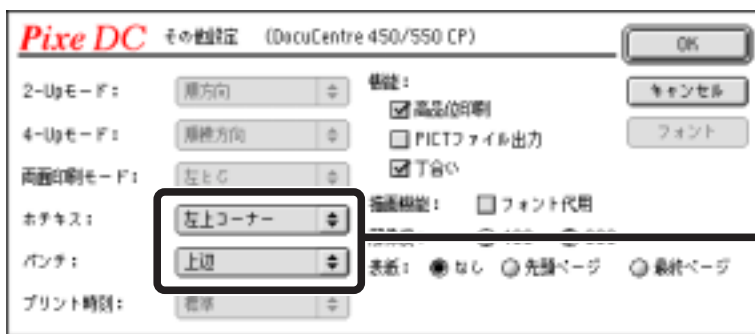 Pixe DC その他設定 (DocuCentre 450/550 CP)
OK
キャンセル
フォント
2-Upモード: 順方向
4-Upモード: 順横方向
両面印刷モード:
ホチキス: 左上コーナー
パンチ: 上辺
プリント時刻: 標準
機能:
高品位印刷
PICTファイル出力
丁合い
描画機能: フォント代用
表紙: なし 先頭ページ 最終ページ